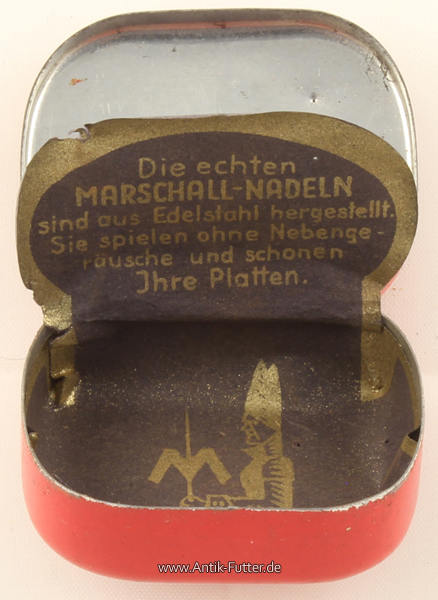 Die echten
MARSCHALL-NADELN
sind aus Edelstahl hergestellt.
Sie spielen ohne Nebenge-
räusche und schonen
Ihre Platten.
www.Antik-Futter.de